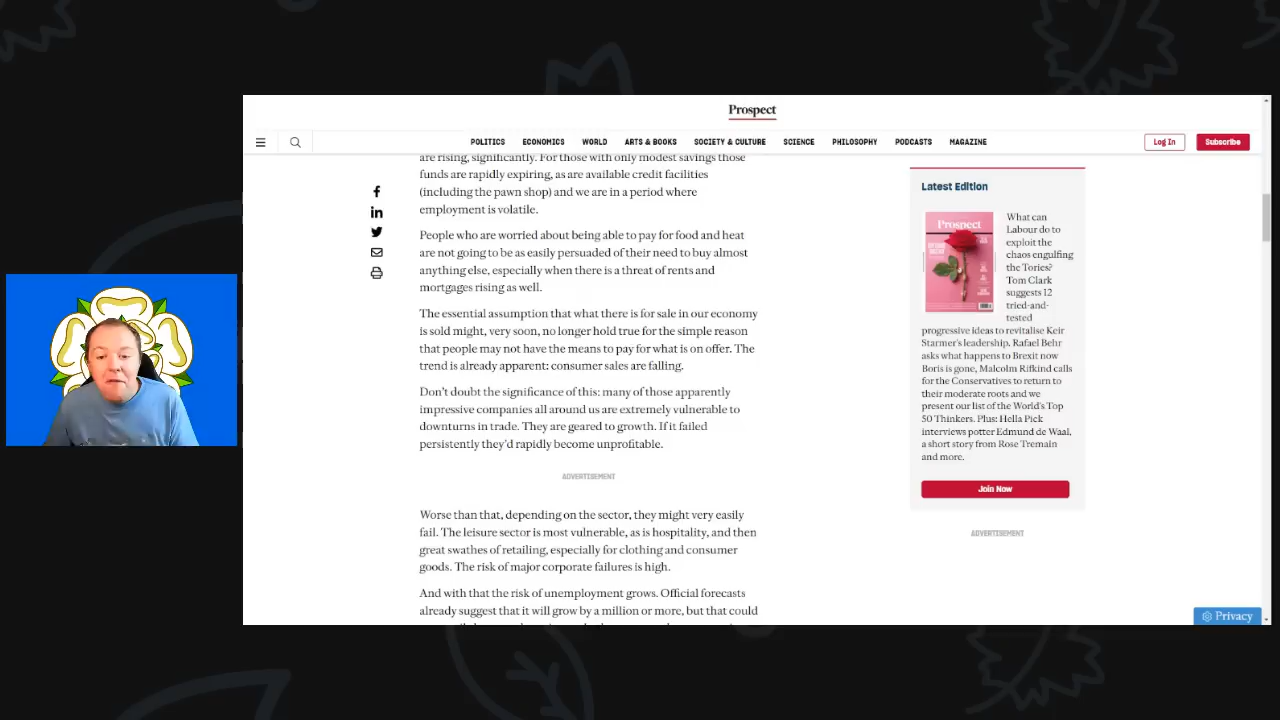 Prospect
POLITICS
ECONOMICS
WORLD
ARTS & BOOKS
SOCIETY & CULTURE
SCIENCE
PHILOSOPHY
PODCASTS
MAGAZINE
Log In
Subscribe
are rising, significantly. For those with only modest savings those
funds are rapidly expiring, as are available credit facilities
(including the pawn shop) and we are in a period where
employment is volatile.
People who are worried about being able to pay for food and heat
are not going to be as easily persuaded of their need to buy almost
anything else, especially when there is a threat of rents and
mortgages rising as well.
The essential assumption that what there is for sale in our economy
is sold might, very soon, no longer hold true for the simple reason
that people may not have the means to pay for what is on offer. The
trend is already apparent: consumer sales are falling.
Don't doubt the significance of this: many of those apparently
impressive companies all around us are extremely vulnerable to
downturns in trade. They are geared to growth. If it failed
persistently they'd rapidly become unprofitable.
ADVERTISEMENT
Worse than that, depending on the sector, they might very easily
fail. The leisure sector is most vulnerable, as is hospitality, and then
great swathes of retailing, especially for clothing and consumer
goods. The risk of major corporate failures is high.
And with that the risk of unemployment grows. Official forecasts
already suggest that it will grow by a million or more, but that could
Latest Edition
Prospect
What can
Labour do to
exploit the
chaos engulfing
the Tories?
Tom Clark
suggests 12
tried-and-
tested
progressive ideas to revitalise Keir
Starmer's leadership, Rafael Behr
asks what happens to Brexit now
Boris is gone, Malcolm Rifkind calls
for the Conservatives to return to
their moderate roots and we
present our list of the World's Top
50 Thinkers. Plus: Hella Pick
interviews potter Edmund de Waal,
a short story from Rose Tremain
and more.
Join Now
ADVERTISEMENT
Privacy